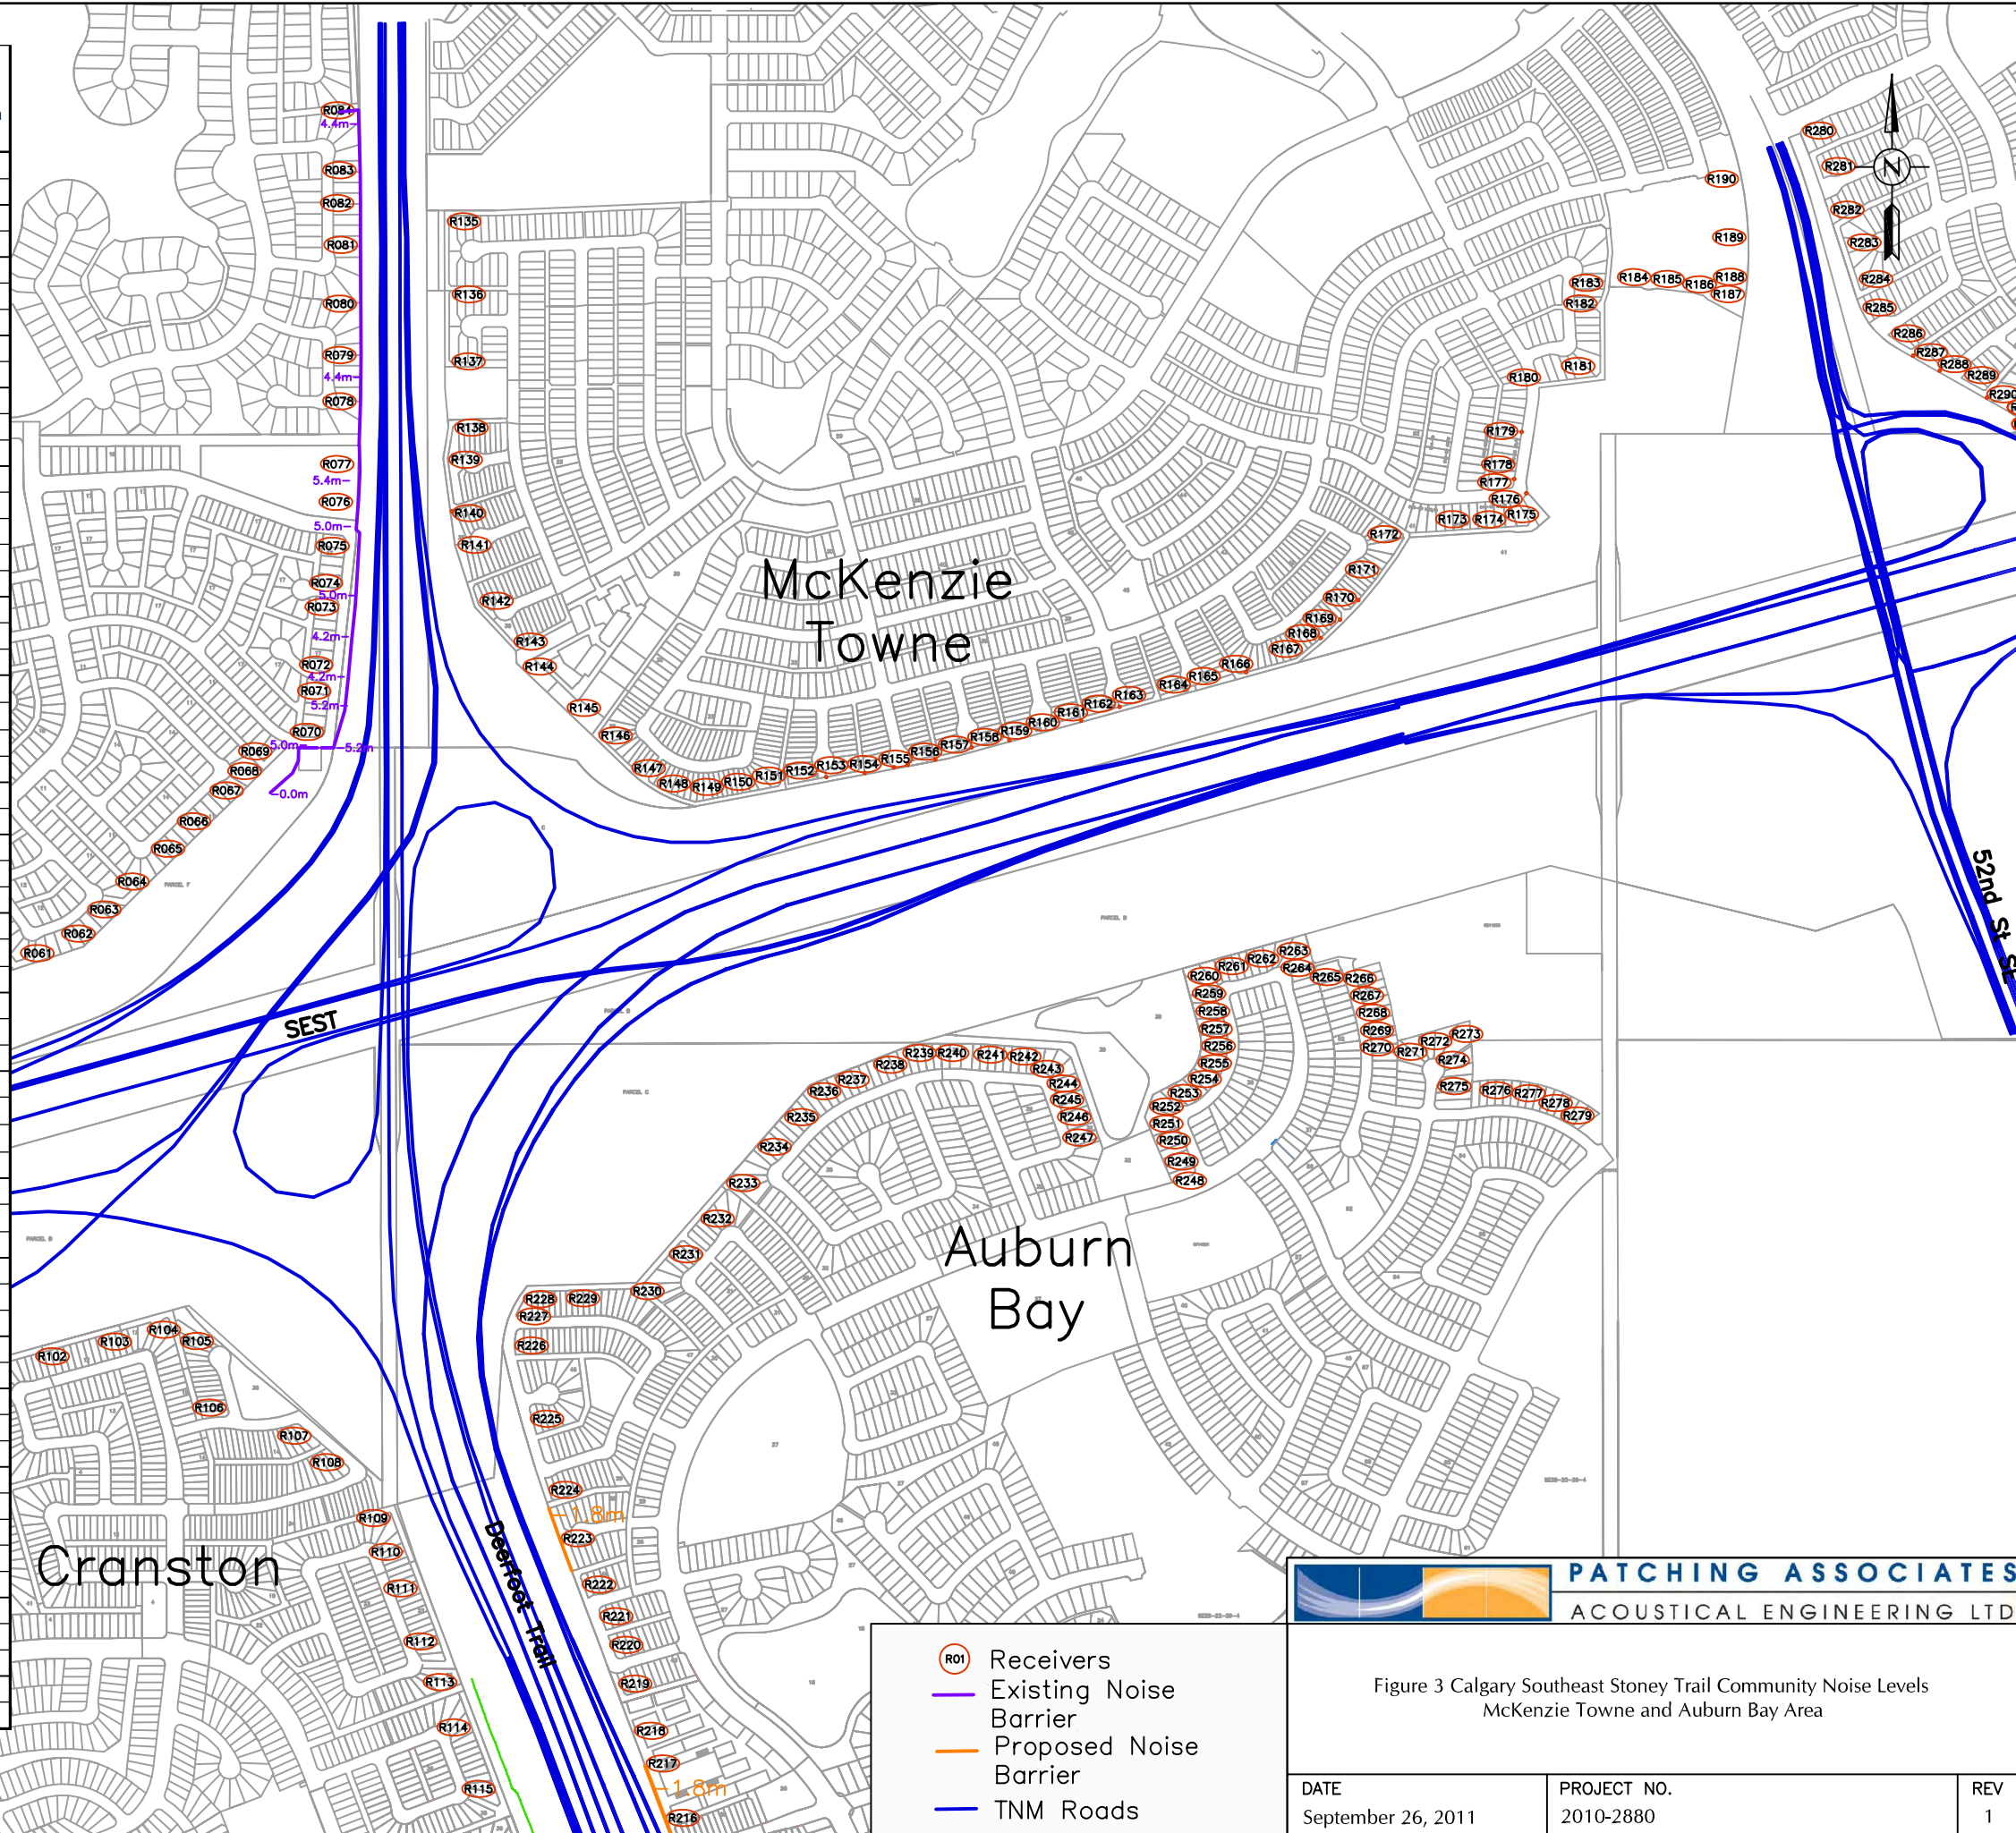 R084
4.4m
R083
R082
R081
R080
R079
4.4m
R078
R077
5.4m
R076
5.0m
R075
R074
5.0m
R073
4.2m
R072
4.2m
R071
5.2m
R070
5.0m
5.2m
R069
R068
R067
0.0m
R066
R065
R064
R063
R062
R061
PARCEL F
R135
R136
R137
R138
R139
R140
R141
R142
R143
R144
R145
R146
R147
R148
R149
R150
R151
R152
R153
R154
R155
R156
R157
R158
R159
R160
R161
R162
R163
R164
R165
R166
R167
R168
R169
R170
R171
R172
R173
R174
R175
R176
R177
R178
R179
R180
R181
R182
R183
R184
R185
R186
R187
R188
R189
R190
McKenzie
Towne
R280
R281
N
R282
R283
R284
R285
R286
R287
R288
R289
R290
52nd St SE
SEST
PARCEL B
PARCEL D
PARCEL C
PARCEL B
R260
R261
R262
R263
R264
R265
R266
R259
R258
R257
R256
R255
R254
R253
R252
R251
R250
R249
R248
R267
R268
R269
R270
R271
R272
R273
R274
R275
R276
R277
R278
R279
R247
R246
R245
R244
R243
R242
R241
R240
R239
R238
R237
R236
R235
R234
R233
R232
R231
R230
R229
R228
R227
R226
R225
R224
1.8m
R223
R222
R221
R220
R219
R218
R217
1.8m
R216
Auburn
Bay
R102
R103
R104
R105
R106
R107
R108
R109
R110
R111
R112
R113
R114
R115
Cranston
Deerfoot Trail
R01 Receivers
Existing Noise
Barrier
Proposed Noise
Barrier
TNM Roads
PATCHING ASSOCIATES
ACOUSTICAL ENGINEERING LTD
Figure 3 Calgary Southeast Stoney Trail Community Noise Levels
McKenzie Towne and Auburn Bay Area
DATE
September 26, 2011
PROJECT NO.
2010-2880
REV
1